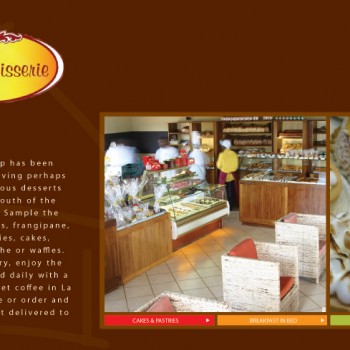 isserie
p has been
ving perhaps
ous desserts
outh of the
Sample the
s, frangipane,
ies, cakes,
he or waffles.
ry, enjoy the
d daily with a
et coffee in La
e or order and
t delivered to
CAKES & PASTRIES
BREAKFAST IN BED